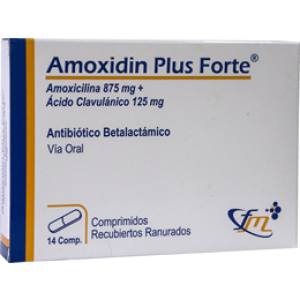 Amoxidin Plus Forte®
Amoxicilina 875 mg +
Ácido Clavulánico 125 mg
Antibiótico Betalactámico
Vía Oral
Comprimidos
Recubiertos Ranurados
14 Comp.
fm